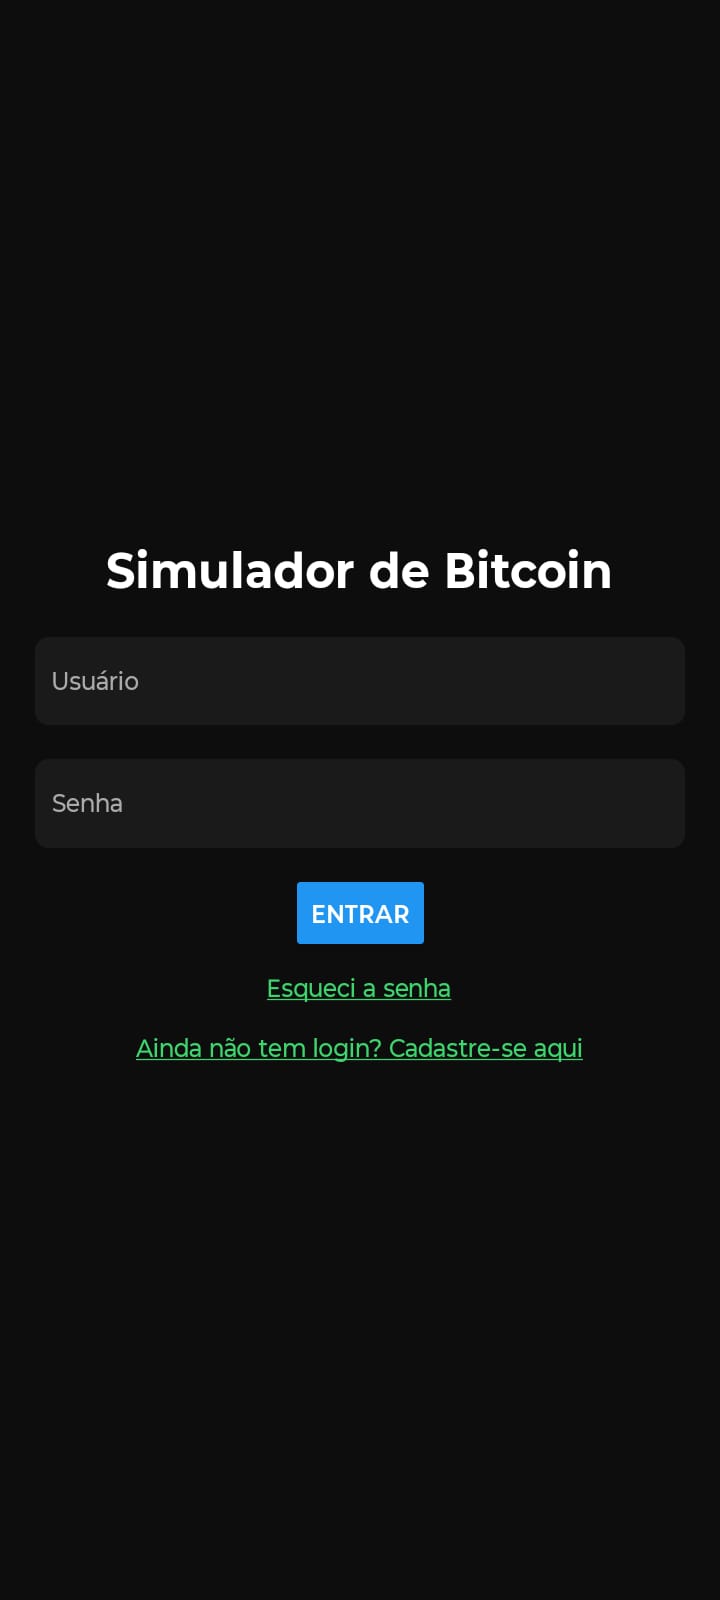 Simulador de Bitcoin
Usuário
Senha
ENTRAR
Esqueci a senha
Ainda não tem login? Cadastre-se aqui